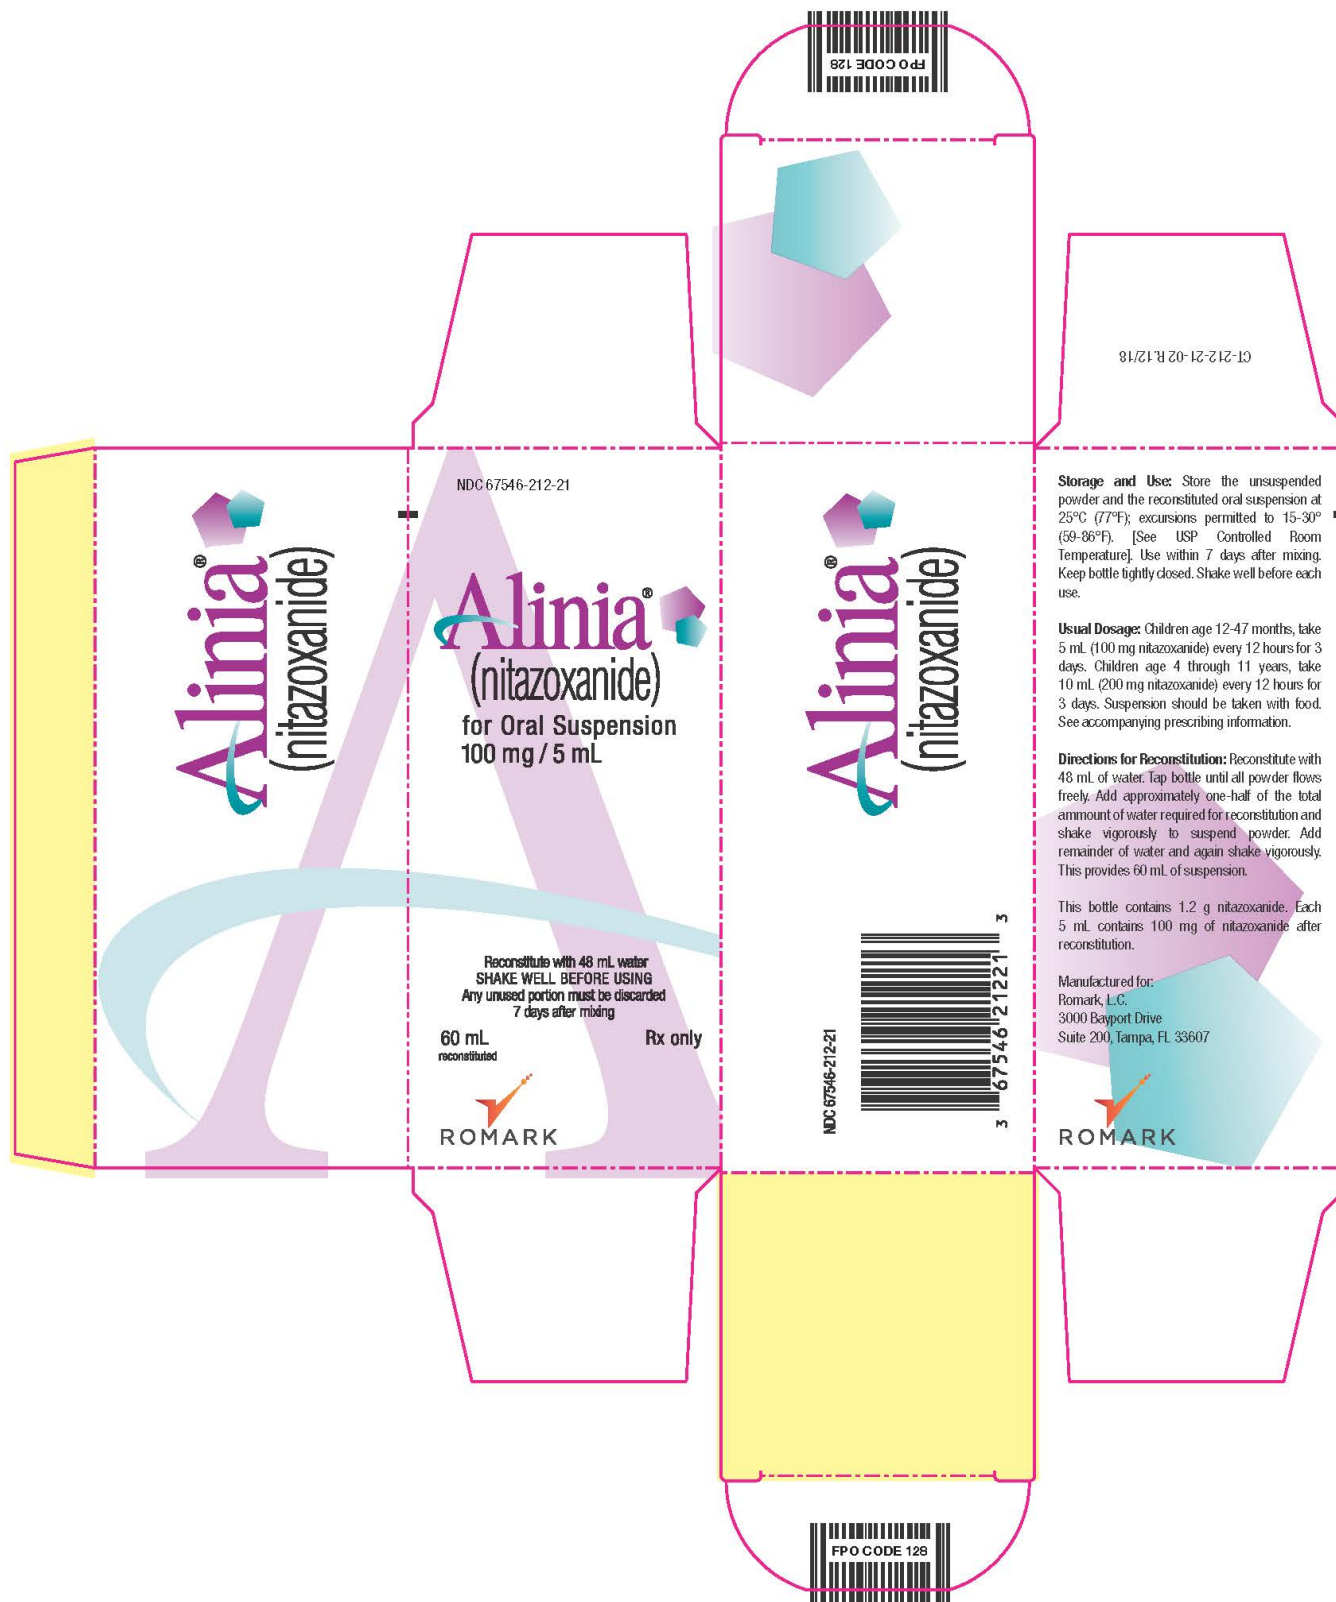 FPO CODE 128
CT-212-21-02 R.12/18
Alinia®
(nitazoxanide)
NDC 67546-212-21
Alinia®
(nitazoxanide)
for Oral Suspension
100 mg / 5 mL
Reconstitute with 48 mL water
SHAKE WELL BEFORE USING
Any unused portion must be discarded
7 days after mixing
60 mL
reconstituted
Rx only
ROMARK
Alinia®
(nitazoxanide)
NDC 67546-212-21
3 67546 21221 3
Storage and Use: Store the unsuspended
powder and the reconstituted oral suspension at
25°C (77°F); excursions permitted to 15-30°
(59-86°F). [See USP Controlled Room
Temperature]. Use within 7 days after mixing.
Keep bottle tightly closed. Shake well before each
use.
Usual Dosage: Children age 12-47 months, take
5 mL (100 mg nitazoxanide) every 12 hours for 3
days. Children age 4 through 11 years, take
10 mL (200 mg nitazoxanide) every 12 hours for
3 days. Suspension should be taken with food.
See accompanying prescribing information.
Directions for Reconstitution: Reconstitute with
48 mL of water. Tap bottle until all powder flows
freely. Add approximately one-half of the total
ammount of water required for reconstitution and
shake vigorously to suspend powder. Add
remainder of water and again shake vigorously.
This provides 60 mL of suspension.
This bottle contains 1.2 g nitazoxanide. Each
5 mL contains 100 mg of nitazoxanide after
reconstitution.
Manufactured for:
Romark, L.C.
3000 Bayport Drive
Suite 200, Tampa, FL 33607
ROMARK
FPO CODE 128